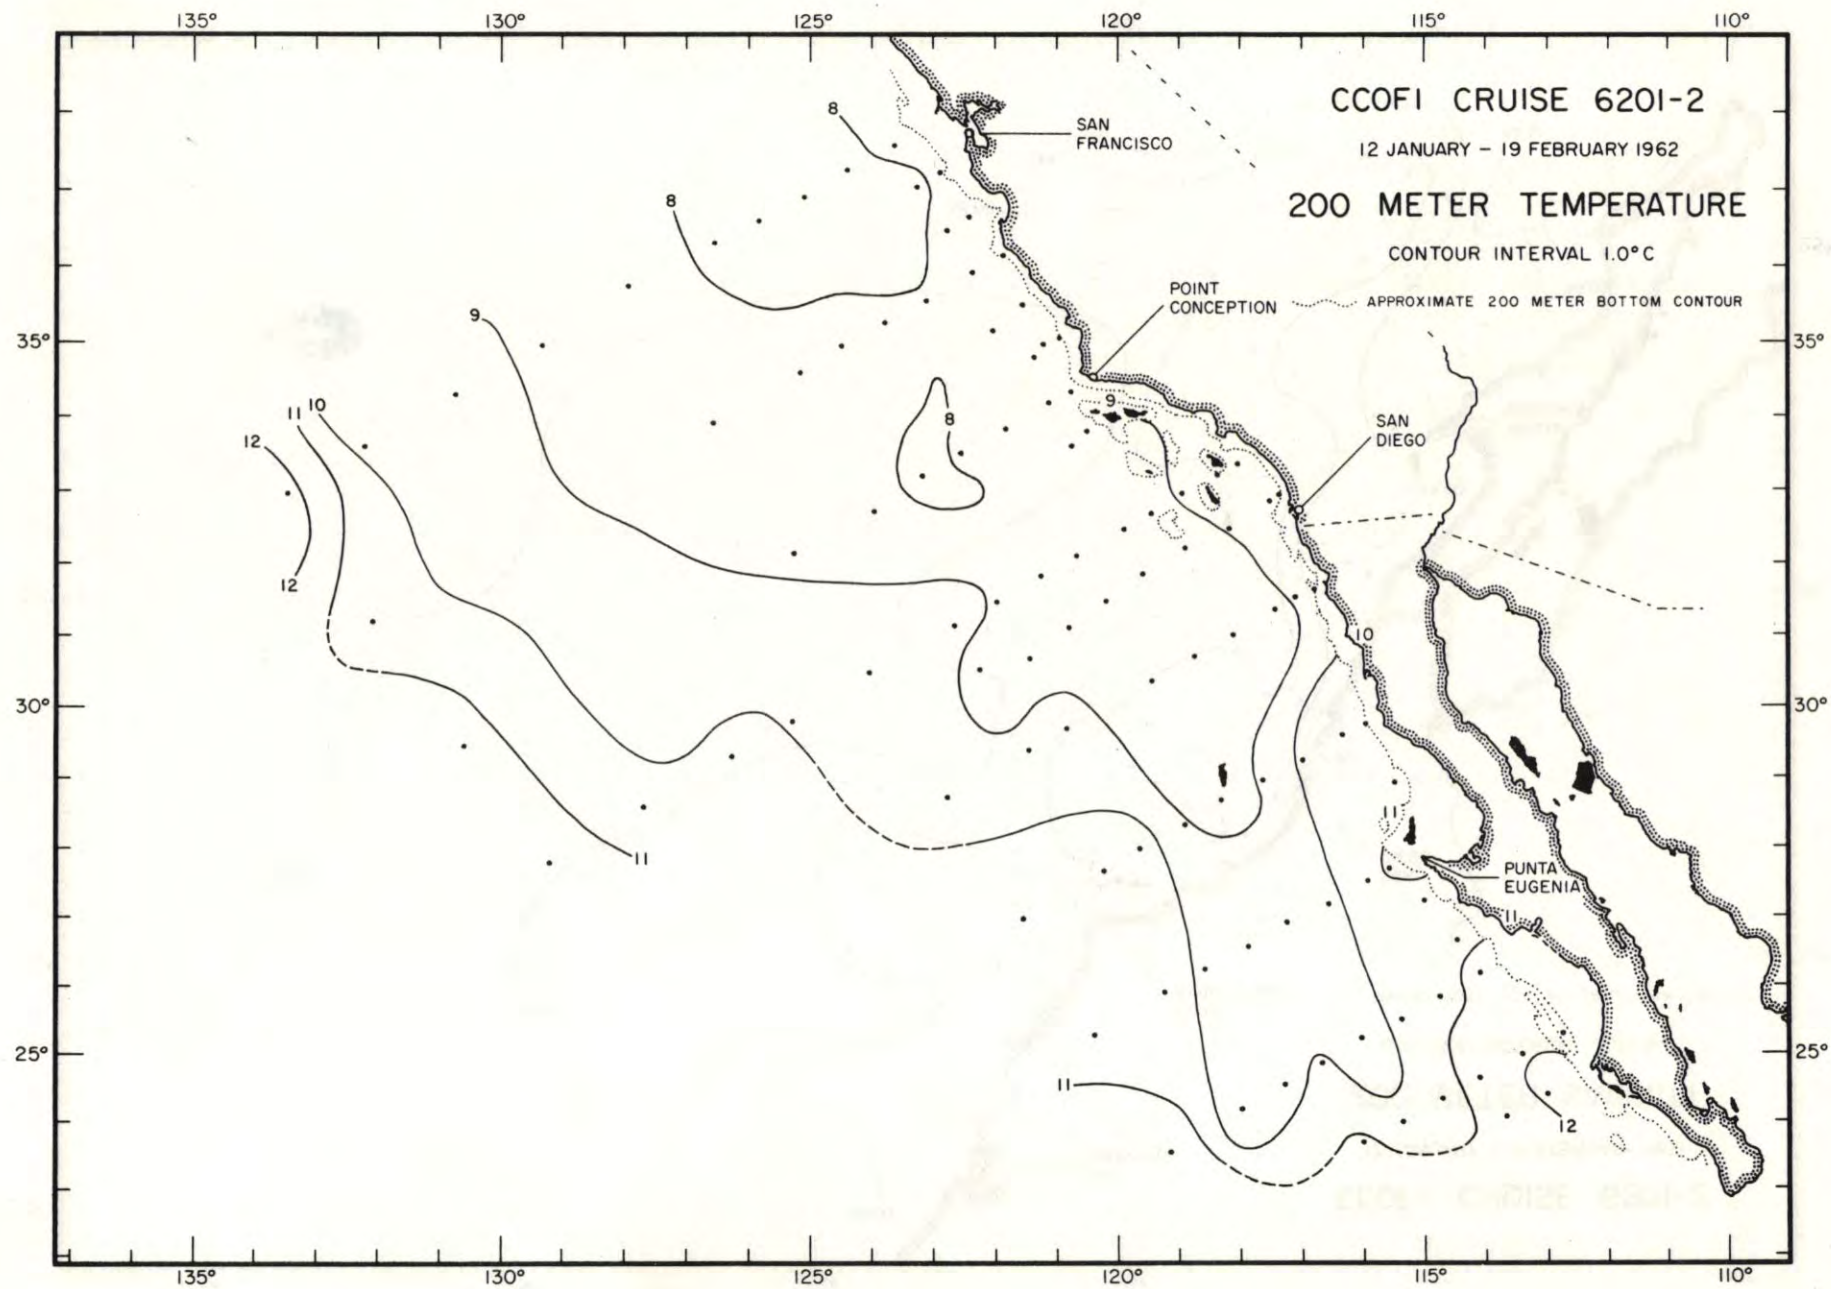 135° 130° 125° 120° 115° 110°
CCOFI CRUISE 6201-2
12 JANUARY – 19 FEBRUARY 1962
200 METER TEMPERATURE
CONTOUR INTERVAL 1.0°C
APPROXIMATE 200 METER BOTTOM CONTOUR
8
SAN
FRANCISCO
8
POINT
CONCEPTION
9
35° 35°
11 10
9
12
8
SAN
DIEGO
12
10
30° 30°
11
11
PUNTA
EUGENIA
11
25° 25°
11
12
135° 130° 125° 120° 115° 110°